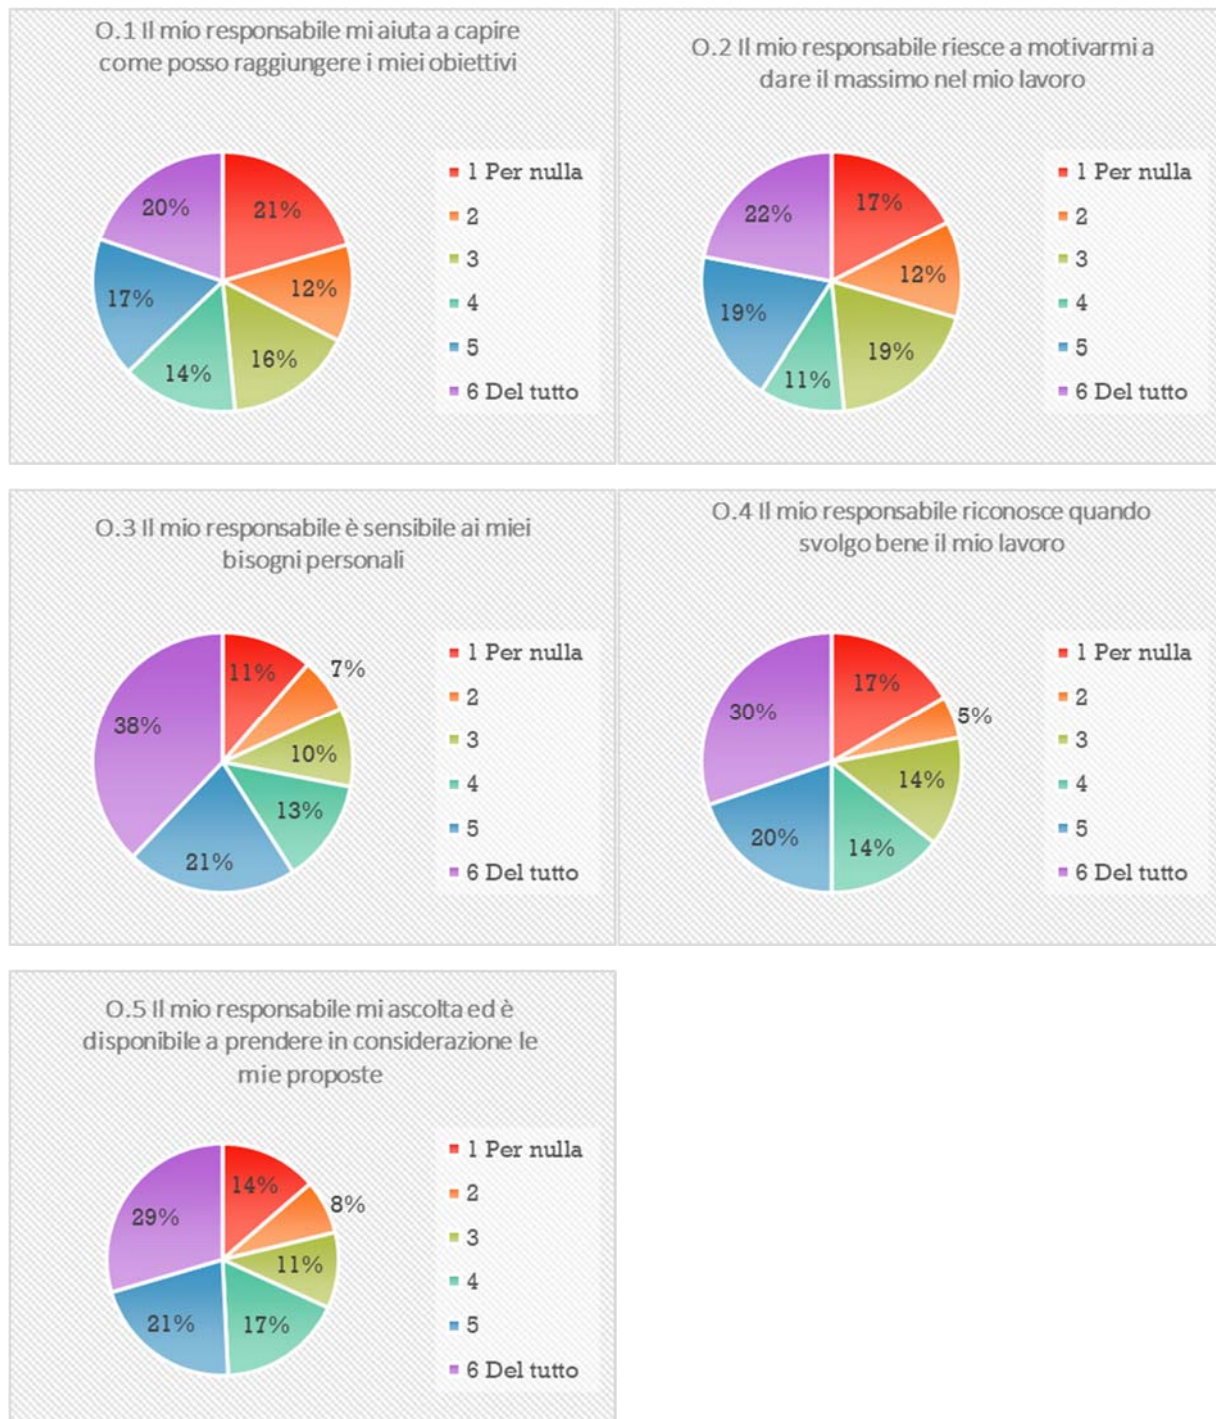 O.1 Il mio responsabile mi aiuta a capire
come posso raggiungere i miei obiettivi
21%
12%
16%
14%
17%
20%
1 Per nulla
2
3
4
5
6 Del tutto
O.2 Il mio responsabile riesce a motivarmi a
dare il massimo nel mio lavoro
17%
12%
19%
11%
19%
22%
1 Per nulla
2
3
4
5
6 Del tutto
O.3 Il mio responsabile è sensibile ai miei
bisogni personali
11%
7%
10%
13%
21%
38%
1 Per nulla
2
3
4
5
6 Del tutto
O.4 Il mio responsabile riconosce quando
svolgo bene il mio lavoro
17%
5%
14%
14%
20%
30%
1 Per nulla
2
3
4
5
6 Del tutto
O.5 Il mio responsabile mi ascolta ed è
disponibile a prendere in considerazione le
mie proposte
14%
8%
11%
17%
21%
29%
1 Per nulla
2
3
4
5
6 Del tutto